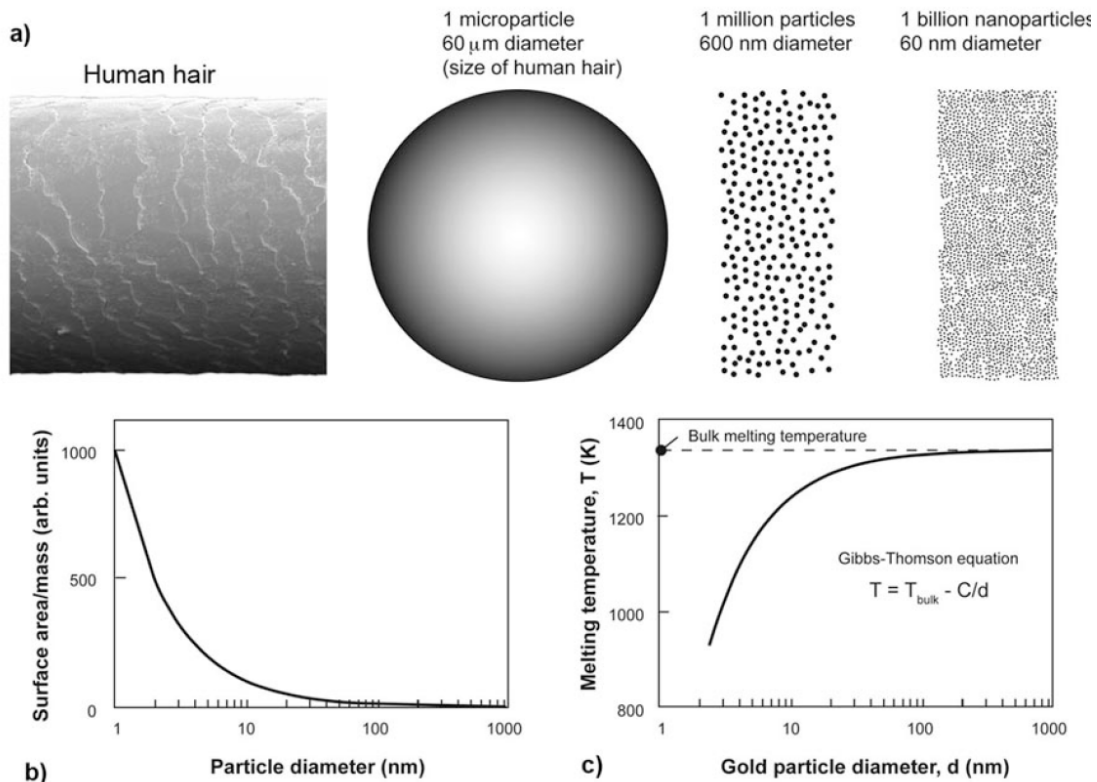 a)
Human hair
1 microparticle
60 μm diameter
(size of human hair)
1 million particles
600 nm diameter
1 billion nanoparticles
60 nm diameter
Surface area/mass (arb. units)
1000
500
0
1
10
100
1000
Particle diameter (nm)
b)
Melting temperature, T (K)
1400
1200
1000
800
Bulk melting temperature
Gibbs-Thomson equation
T = T_bulk - C/d
1
10
100
1000
Gold particle diameter, d (nm)
c)